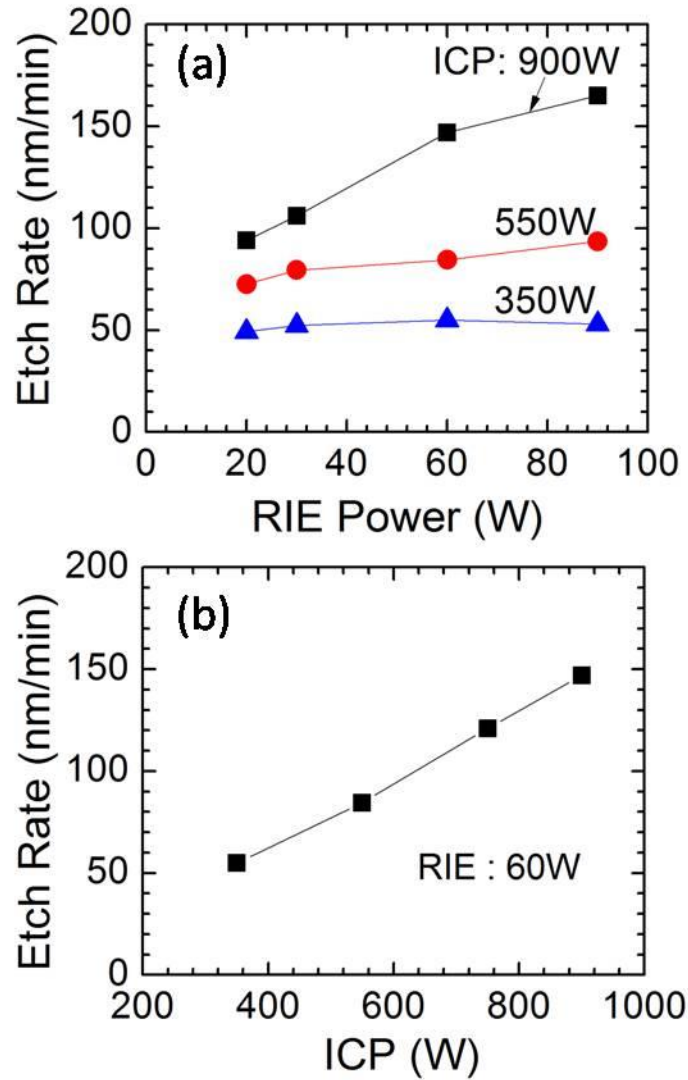 200
(a)
ICP: 900W
150
550W
100
350W
50
0
0 20 40 60 80 100
Etch Rate (nm/min)
RIE Power (W)
200
(b)
150
100
RIE : 60W
50
0
200 400 600 800 1000
Etch Rate (nm/min)
ICP (W)